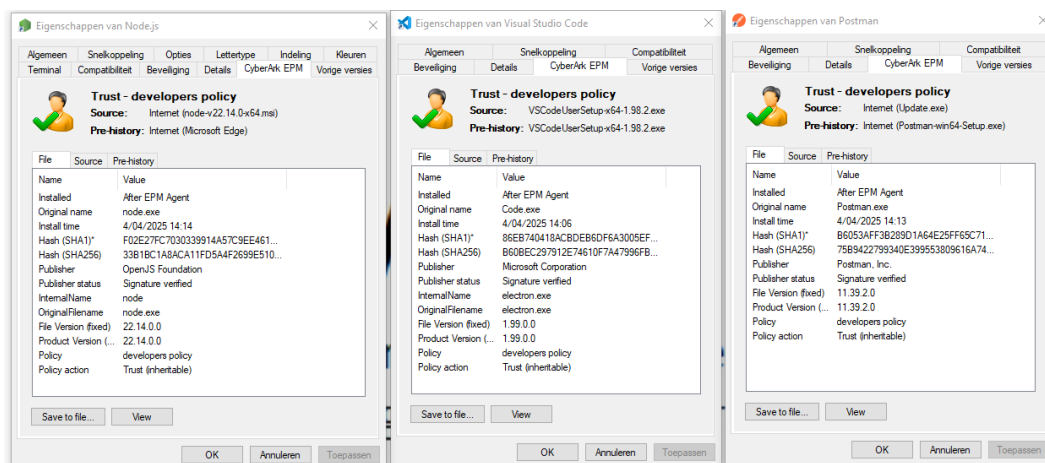 Eigenschappen van Node.js
Algemeen Snelkoppeling Opties Lettertype Indeling Kleuren
Terminal Compatibiliteit Beveiliging Details CyberArk EPM Vorige versies
Trust - developers policy
Source: Internet (node-v22.14.0-x64.msi)
Pre-history: Internet (Microsoft Edge)
File Source Pre-history
Name Value
Installed After EPM Agent
Original name node.exe
Install time 4/04/2025 14:14
Hash (SHA1)* F02E27FC7030339914A57C9EE461...
Hash (SHA256) 33B1BC1A8ACA11FD5A4F2699E510...
Publisher OpenJS Foundation
Publisher status Signature verified
InternalName node
OriginalFilename node.exe
File Version (fixed) 22.14.0.0
Product Version (... 22.14.0.0
Policy developers policy
Policy action Trust (inheritable)
Save to file... View
OK Annuleren Toepassen
Eigenschappen van Visual Studio Code
Algemeen Snelkoppeling Compatibiliteit
Beveiliging Details CyberArk EPM Vorige versies
Trust - developers policy
Source: VSCodeUserSetup-x64-1.98.2.exe
Pre-history: VSCodeUserSetup-x64-1.98.2.exe
File Source Pre-history
Name Value
Installed After EPM Agent
Original name Code.exe
Install time 4/04/2025 14:06
Hash (SHA1)* 86EB740418ACBDEB6DF6A3005EF...
Hash (SHA256) B60BEC297912E74610F7A47996FB...
Publisher Microsoft Corporation
Publisher status Signature verified
InternalName electron.exe
OriginalFilename electron.exe
File Version (fixed) 1.99.0.0
Product Version (... 1.99.0.0
Policy developers policy
Policy action Trust (inheritable)
Save to file... View
OK Annuleren Toepassen
Eigenschappen van Postman
Algemeen Snelkoppeling Compatibiliteit
Beveiliging Details CyberArk EPM Vorige versies
Trust - developers policy
Source: Internet (Update.exe)
Pre-history: Internet (Postman-win64-Setup.exe)
File Source Pre-history
Name Value
Installed After EPM Agent
Original name Postman.exe
Install time 4/04/2025 14:13
Hash (SHA1)* B6053AFF3B289D1A64E25FF65C71...
Hash (SHA256) 75B9422799340E399553809616A74...
Publisher Postman, Inc.
Publisher status Signature verified
File Version (fixed) 11.39.2.0
Product Version (... 11.39.2.0
Policy developers policy
Policy action Trust (inheritable)
Save to file... View
OK Annuleren Toepassen